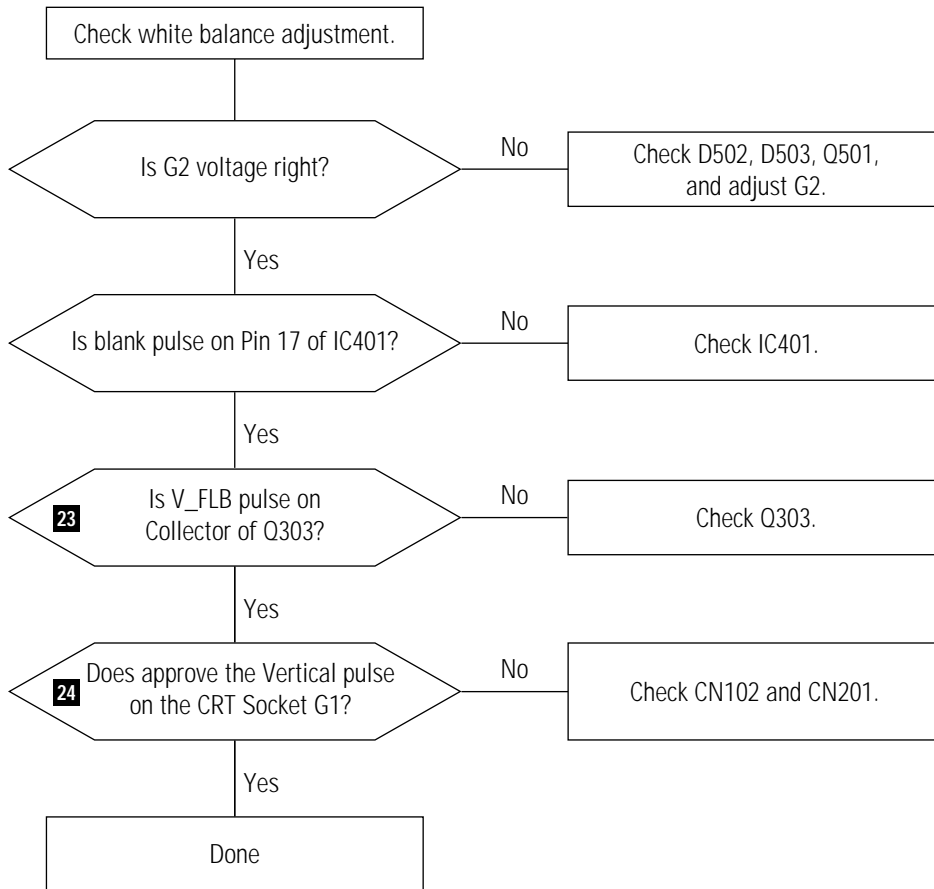 Check white balance adjustment.
Is G2 voltage right?
No
Check D502, D503, Q501,
and adjust G2.
Yes
Is blank pulse on Pin 17 of IC401?
No
Check IC401.
Yes
23
Is V_FLB pulse on
Collector of Q303?
No
Check Q303.
Yes
24
Does approve the Vertical pulse
on the CRT Socket G1?
No
Check CN102 and CN201.
Yes
Done